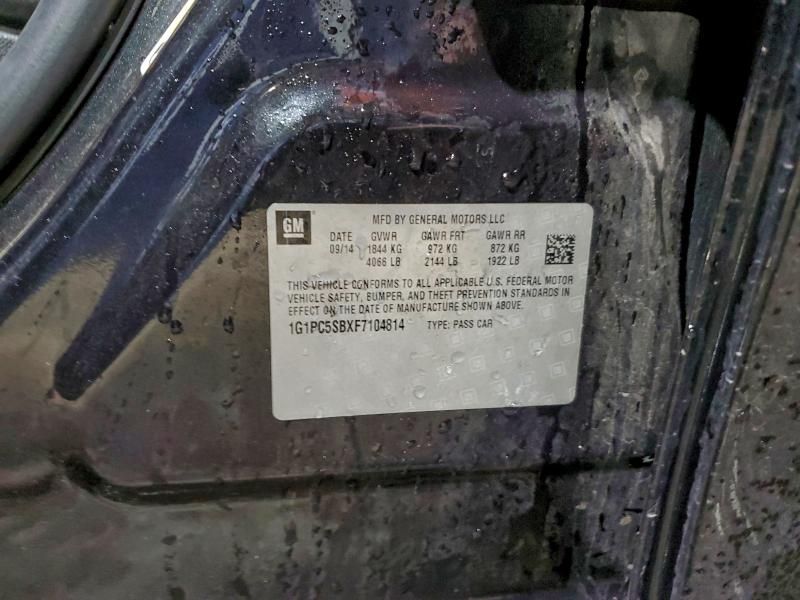 GM
MFD BY GENERAL MOTORS LLC
DATE GVWR GAWR FRT GAWR RR
09/14 1844 KG 972 KG 872 KG
4066 LB 2144 LB 1922 LB
THIS VEHICLE CONFORMS TO ALL APPLICABLE U.S. FEDERAL MOTOR
VEHICLE SAFETY, BUMPER, AND THEFT PREVENTION STANDARDS IN
EFFECT ON THE DATE OF MANUFACTURE SHOWN ABOVE.
1G1PC5SBXF7104814 TYPE: PASS CAR